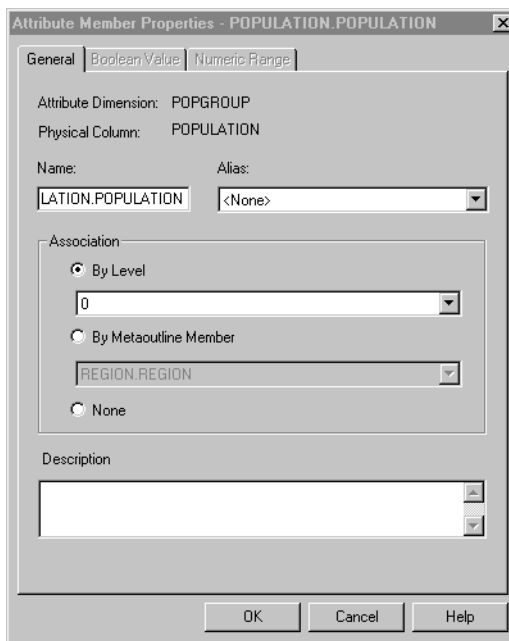 Attribute Member Properties - POPULATION.POPULATION
General Boolean Value Numeric Range
Attribute Dimension: POPGROUP
Physical Column: POPULATION
Name: Alias:
LATION.POPULATION <None>
Association
By Level
0
By Metaoutline Member
REGION.REGION
None
Description
OK Cancel Help